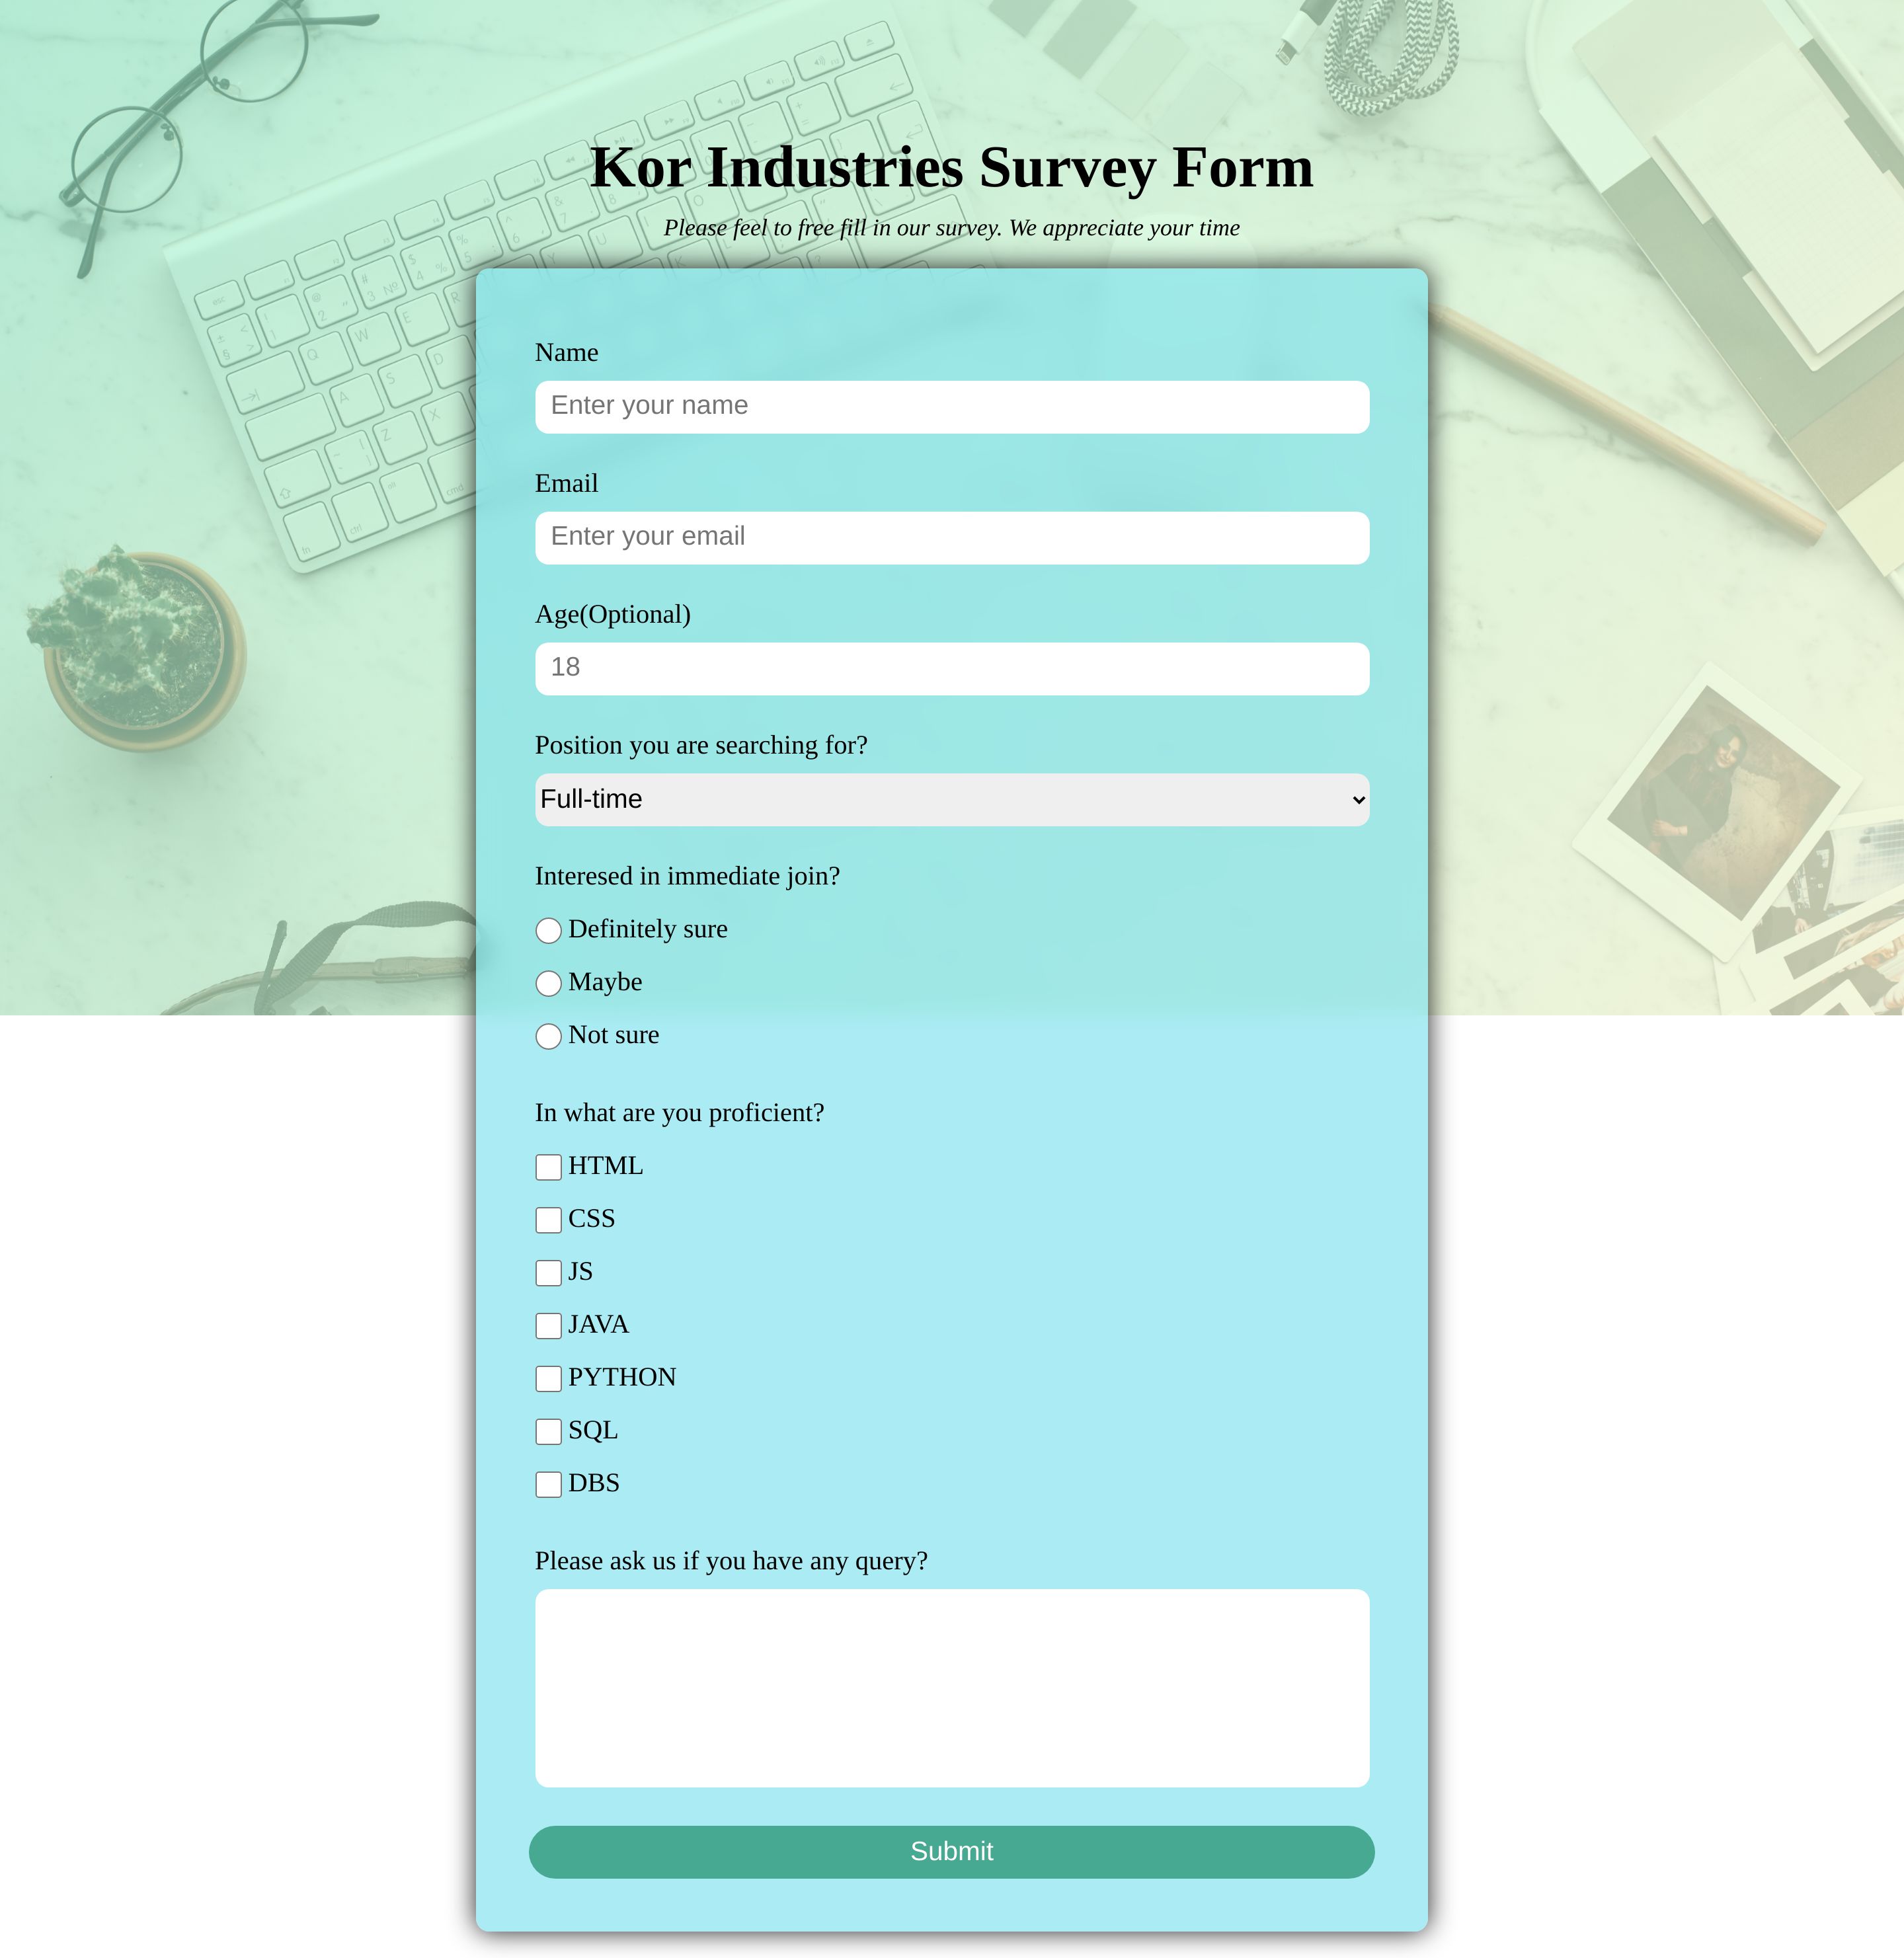 Kor Industries Survey Form
Please feel to free fill in our survey. We appreciate your time
Name
Enter your name
Email
Enter your email
Age(Optional)
18
Position you are searching for?
Full-time
Interesed in immediate join?
Definitely sure
Maybe
Not sure
In what are you proficient?
HTML
CSS
JS
JAVA
PYTHON
SQL
DBS
Please ask us if you have any query?
Submit